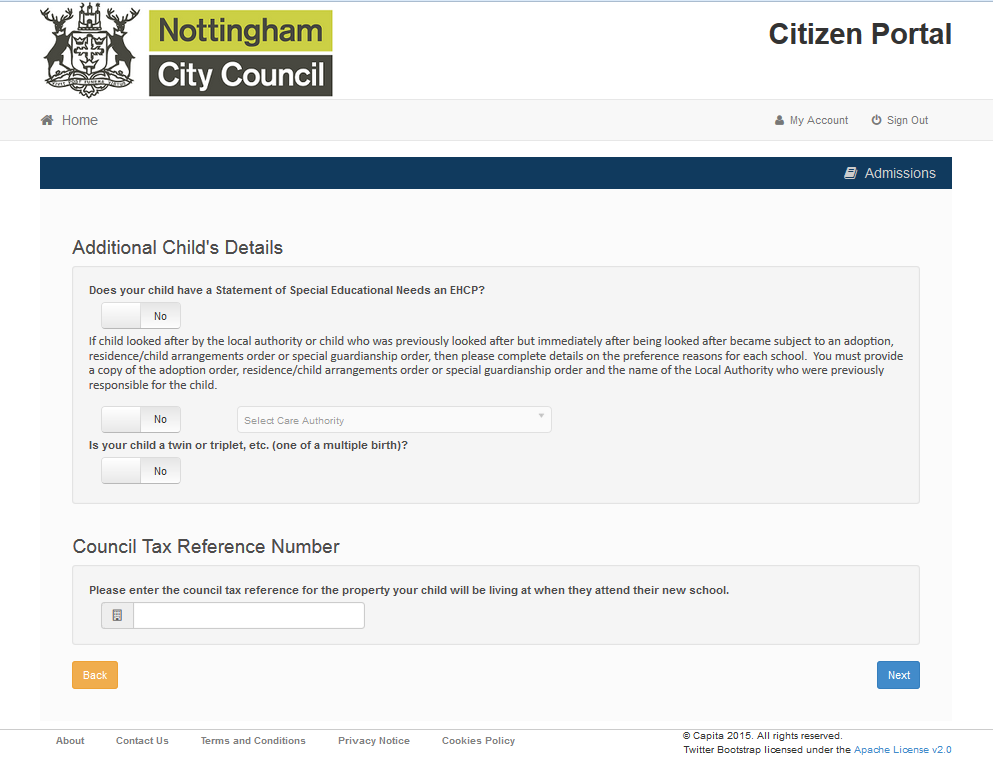 Nottingham
City Council
Citizen Portal
Home
My Account
Sign Out
Admissions
Additional Child's Details
Does your child have a Statement of Special Educational Needs an EHCP?
No
If child looked after by the local authority or child who was previously looked after but immediately after being looked after became subject to an adoption,
residence/child arrangements order or special guardianship order, then please complete details on the preference reasons for each school.  You must provide
a copy of the adoption order, residence/child arrangements order or special guardianship order and the name of the Local Authority who were previously
responsible for the child.
No
Select Care Authority
Is your child a twin or triplet, etc. (one of a multiple birth)?
No
Council Tax Reference Number
Please enter the council tax reference for the property your child will be living at when they attend their new school.
Back
Next
About
Contact Us
Terms and Conditions
Privacy Notice
Cookies Policy
© Capita 2015. All rights reserved.
Twitter Bootstrap licensed under the Apache License v2.0